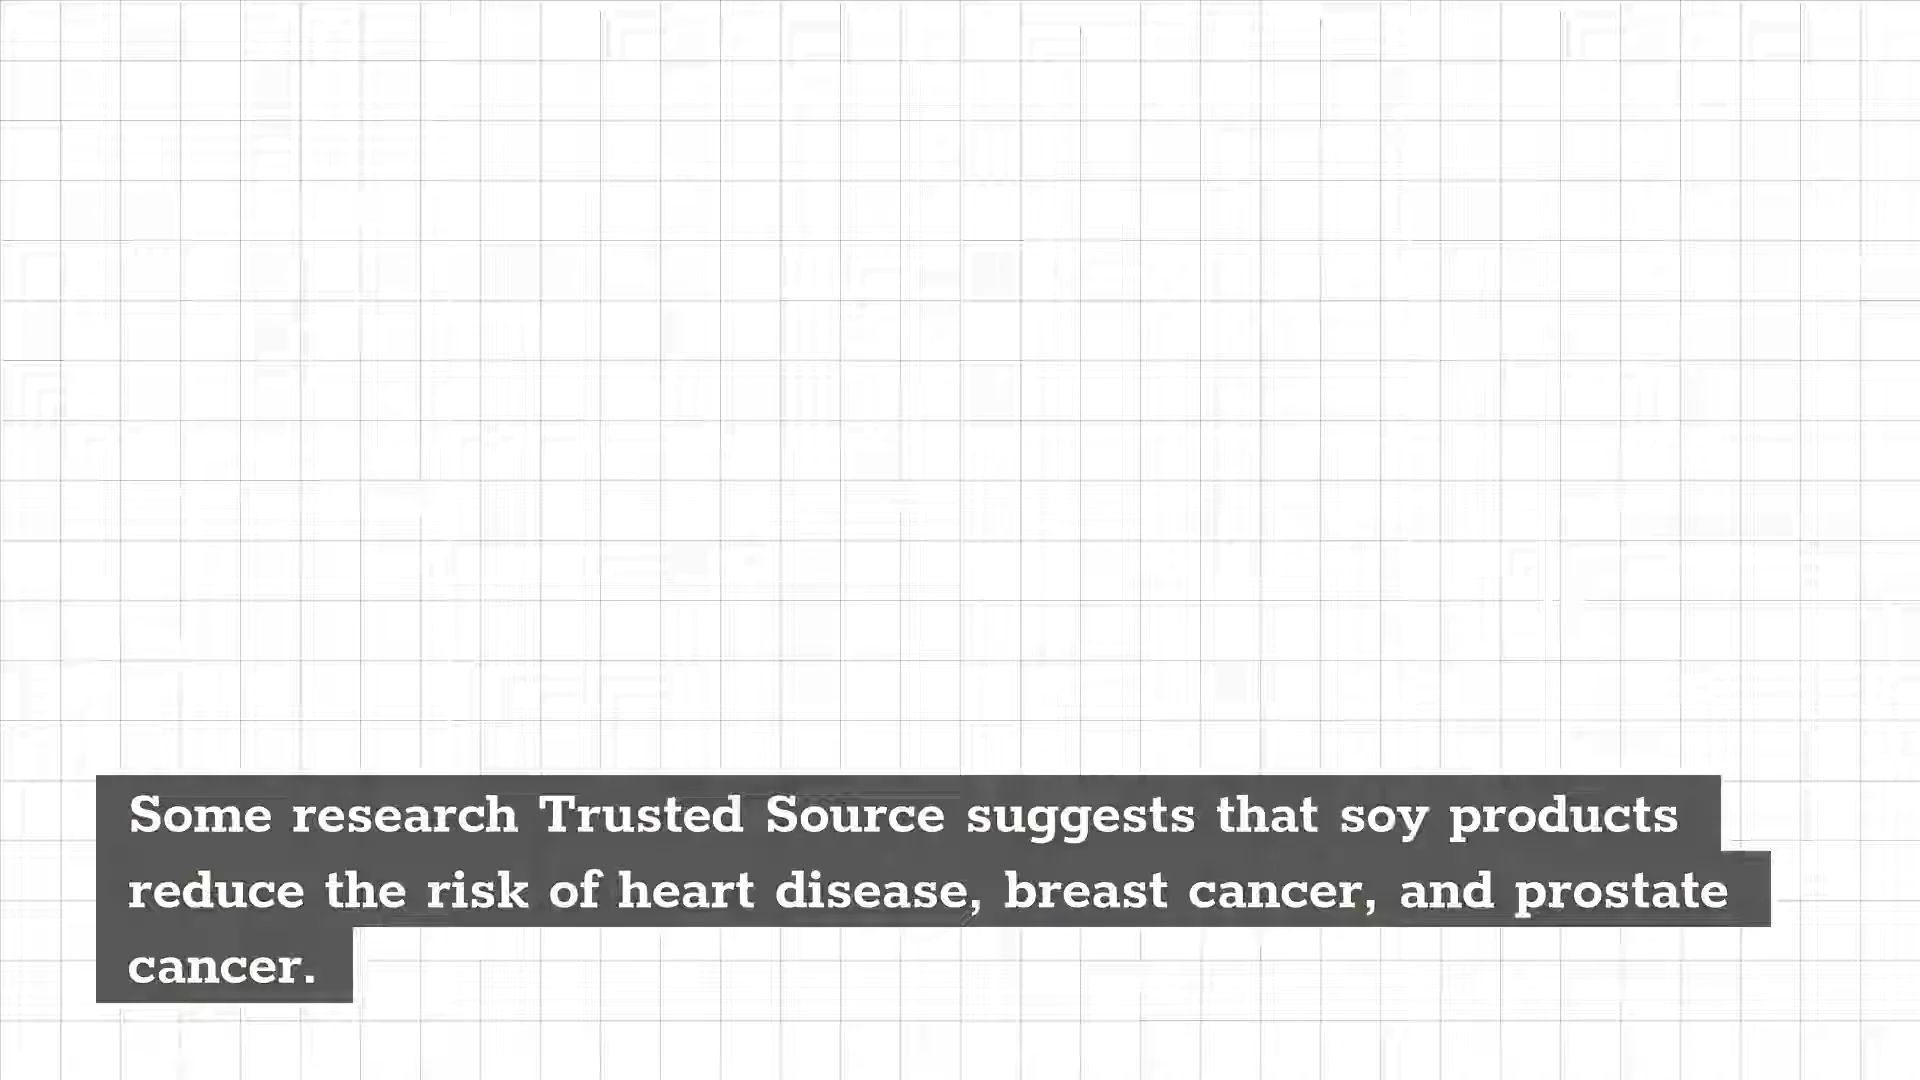 Some research Trusted Source suggests that soy products
reduce the risk of heart disease, breast cancer, and prostate
cancer.